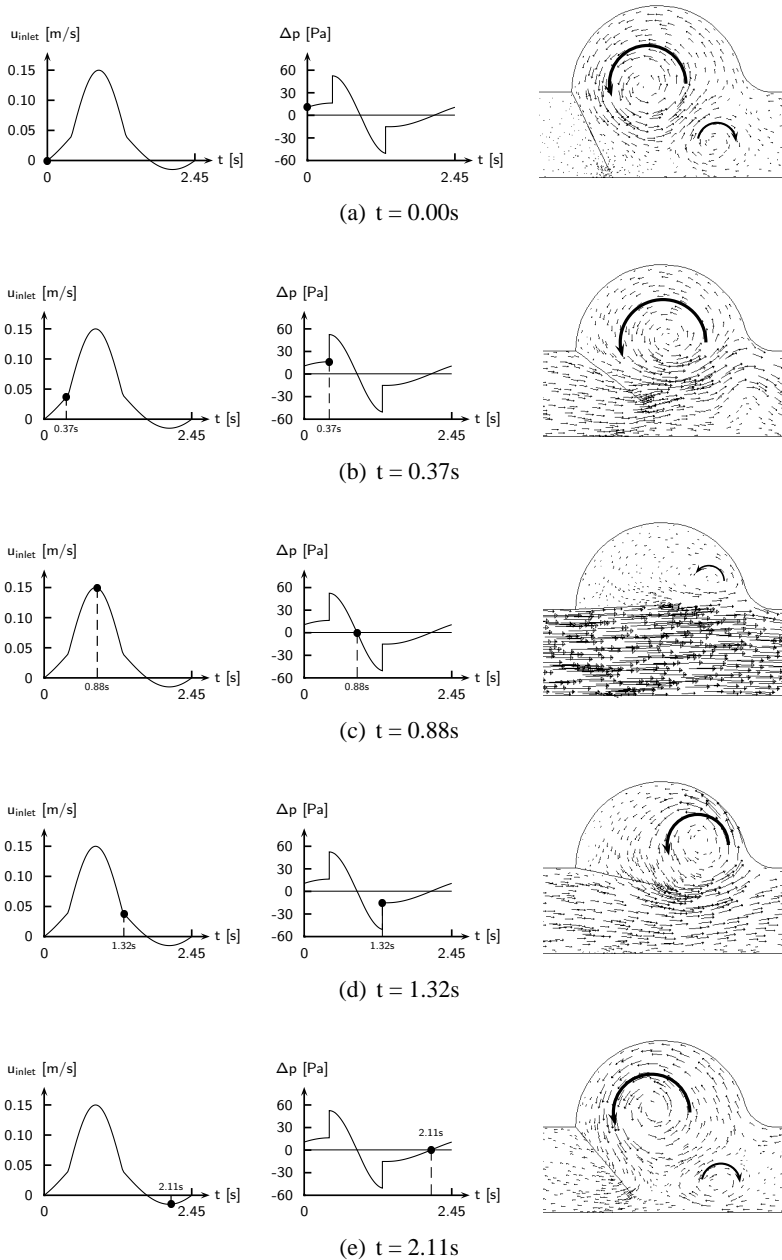 u_inlet [m/s]
0.15
0.10
0.05
0
0
2.45
t [s]
Δp [Pa]
60
30
0
-30
-60
0
2.45
t [s]
(a) t = 0.00s
u_inlet [m/s]
0.15
0.10
0.05
0
0
0.37s
2.45
t [s]
Δp [Pa]
60
30
0
-30
-60
0
0.37s
2.45
t [s]
(b) t = 0.37s
u_inlet [m/s]
0.15
0.10
0.05
0
0
0.88s
2.45
t [s]
Δp [Pa]
60
30
0
-30
-60
0
0.88s
2.45
t [s]
(c) t = 0.88s
u_inlet [m/s]
0.15
0.10
0.05
0
0
1.32s
2.45
t [s]
Δp [Pa]
60
30
0
-30
-60
0
1.32s
2.45
t [s]
(d) t = 1.32s
u_inlet [m/s]
0.15
0.10
0.05
0
0
2.11s
2.45
t [s]
Δp [Pa]
60
30
0
-30
-60
0
2.11s
2.45
t [s]
(e) t = 2.11s